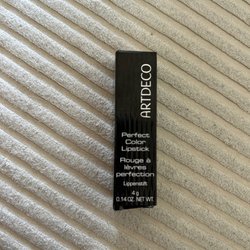 ARTDECO
Perfect
Color
Lipstick
Rouge à
lèvres
perfection
Lippenstift
4 g
0.14 OZ. NET WT.